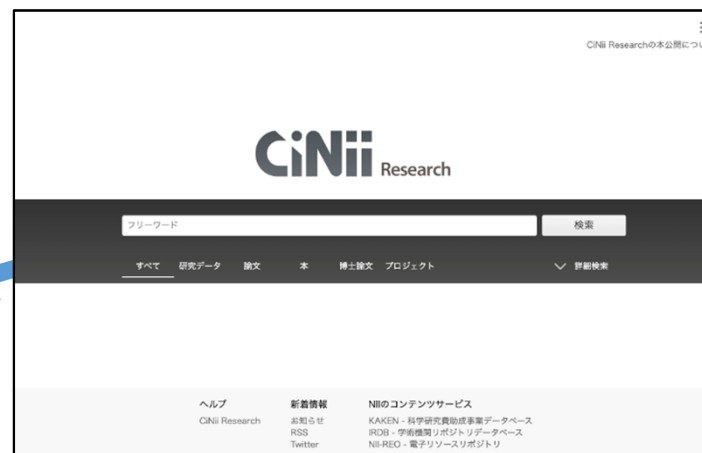 CiNii Researchの本公開につい
CiNii Research
フリーワード 検索
すべて 研究データ 論文 本 博士論文 プロジェクト 詳細検索
ヘルプ 新着情報 NIIのコンテンツサービス
CiNii Research お知らせ KAKEN - 科学研究費助成事業データベース
RSS IRDB - 学術機関リポジトリデータベース
Twitter NII-REO - 電子リソースリポジトリ